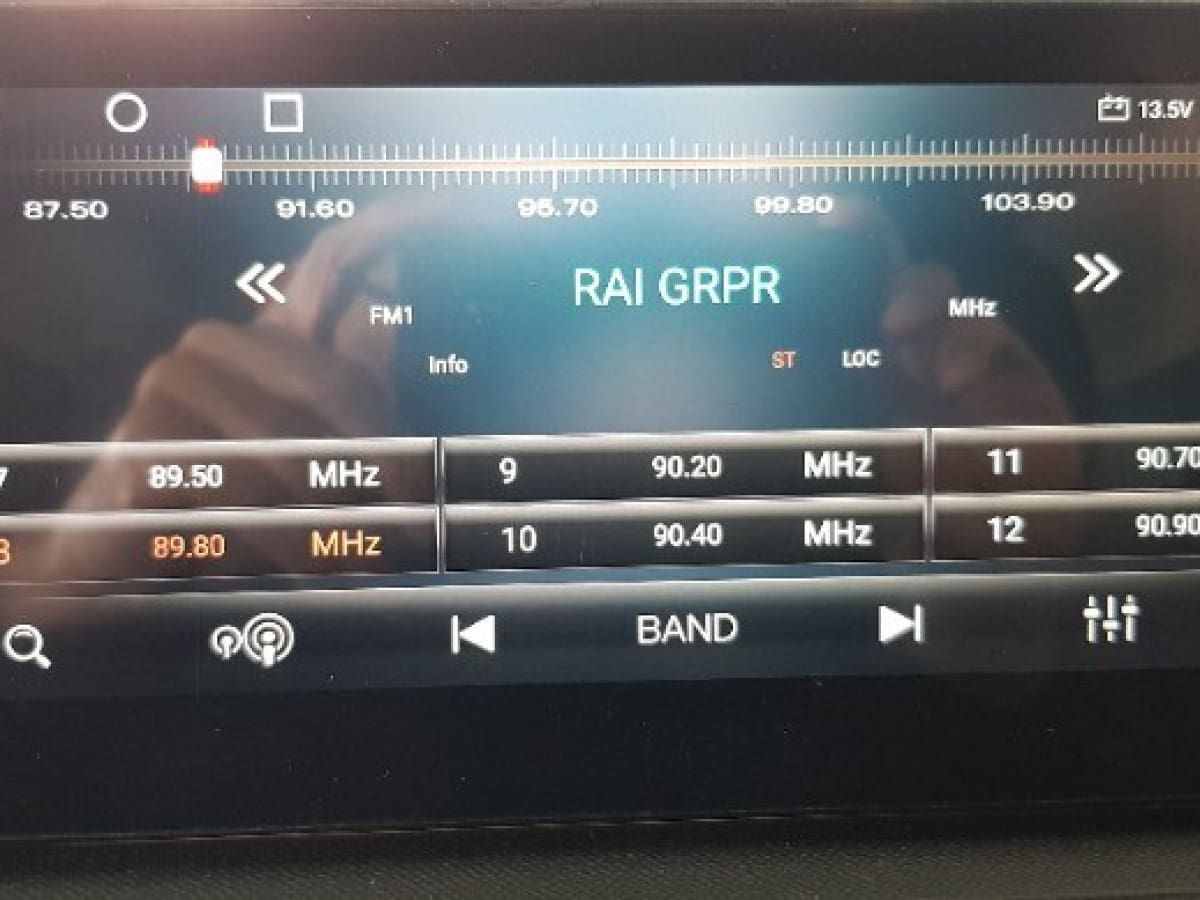 13.5V
87.50 91.60 95.70 99.80 103.90
RAI GRPR
FM1 MHz
Info ST LOC
7 89.50 MHz 9 90.20 MHz 11 90.70
8 89.80 MHz 10 90.40 MHz 12 90.90
BAND